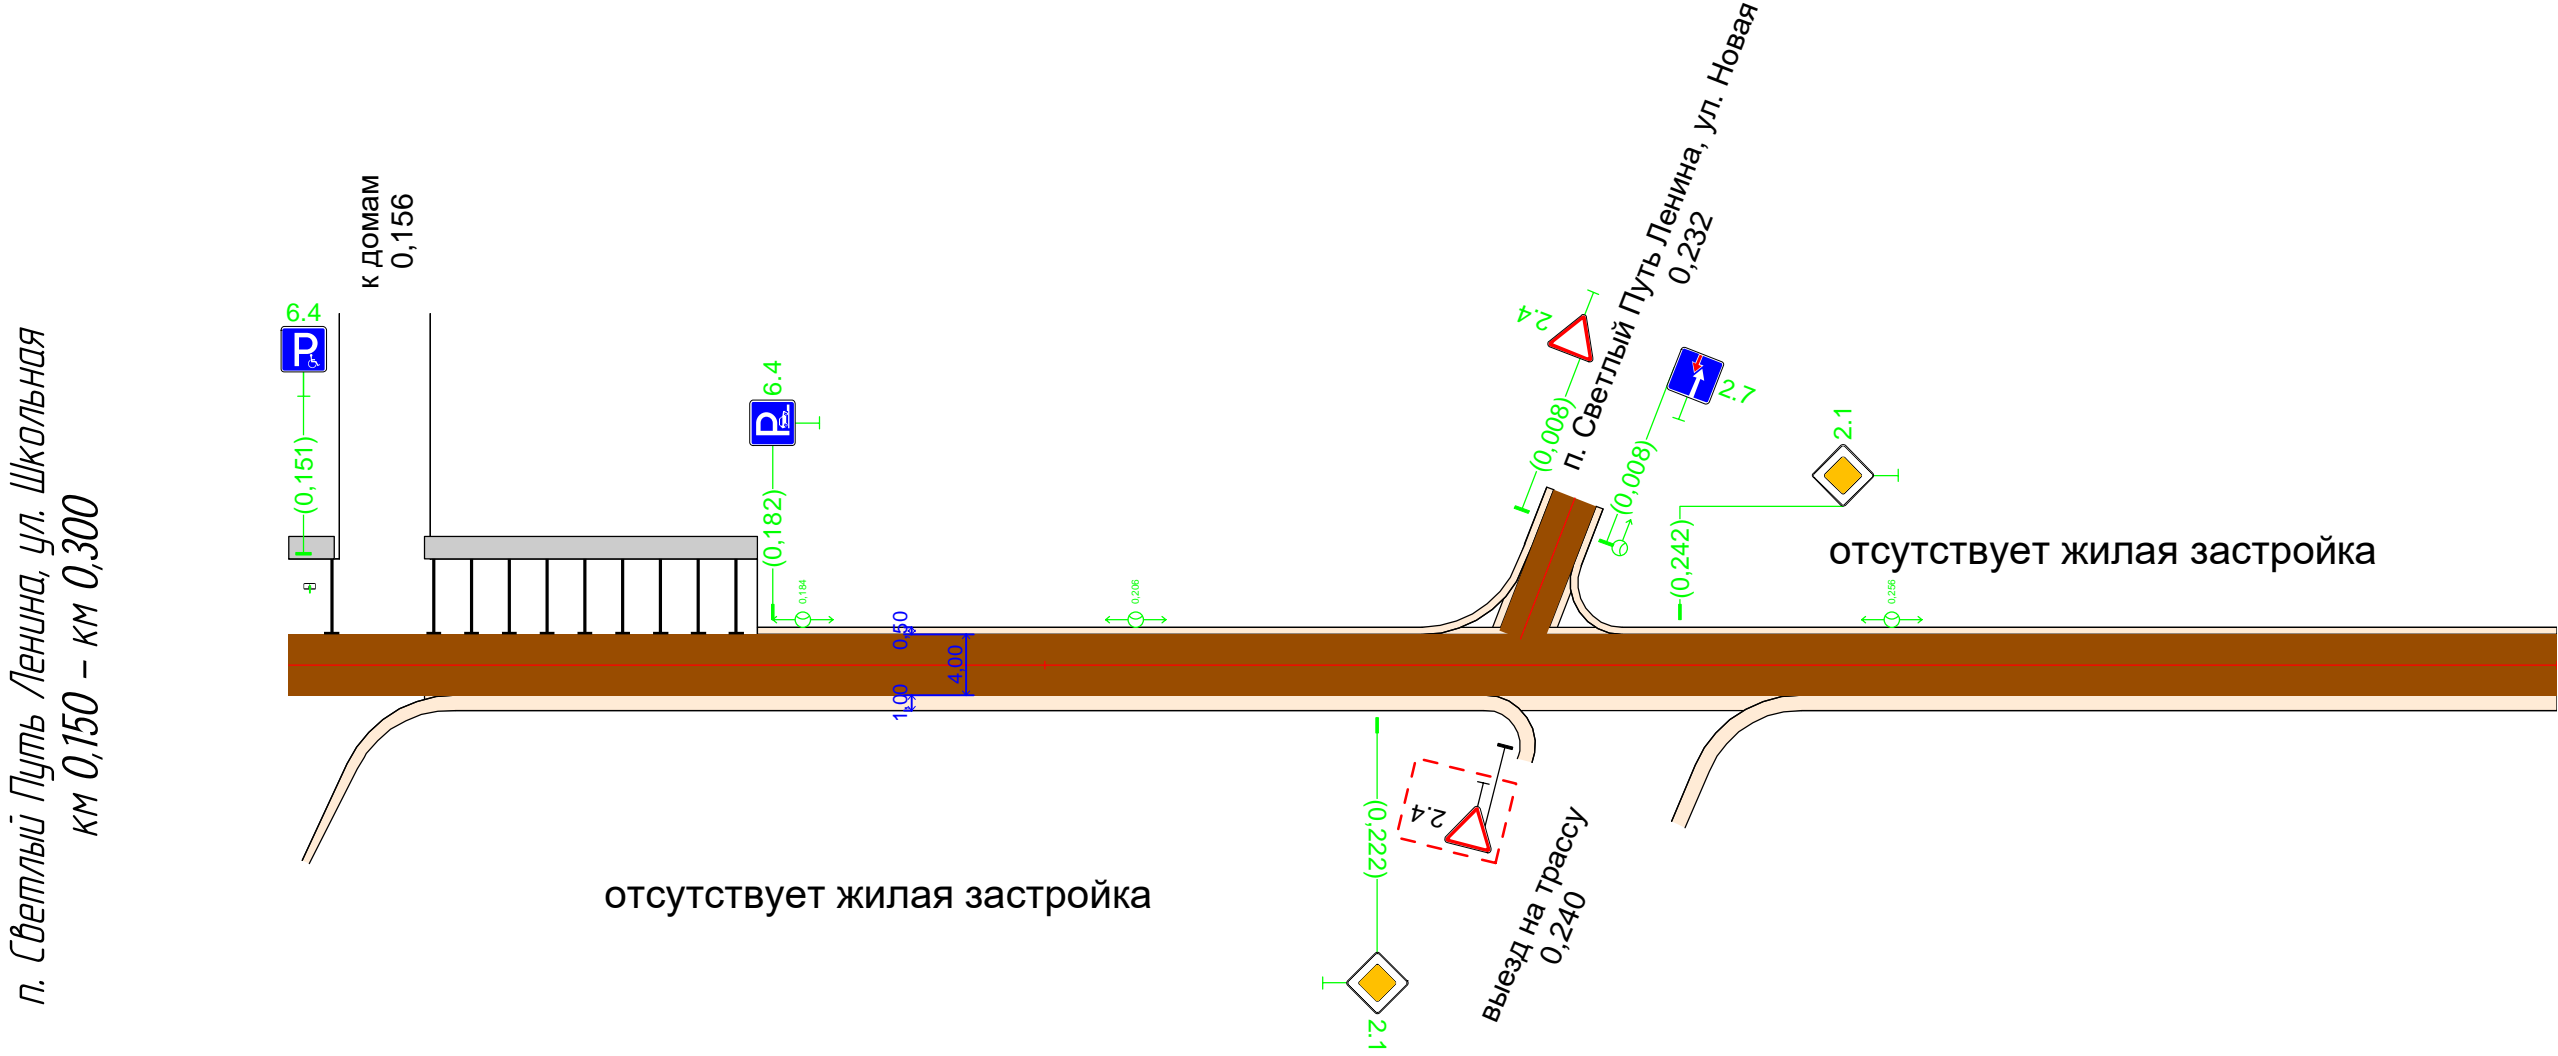 п. Светлый Путь Ленина, ул. Школьная
км 0,150 – км 0,300
к домам
0,156
6.4
P
(0,151)
6.4
P
(0,182)
0,184
0,206
0,50
4,00
1,00
2.4
(0,008)
п. Светлый Путь Ленина, ул. Новая
0,232
2.7
(0,008)
2.1
(0,242)
отсутствует жилая застройка
0,256
(0,222)
2.1
2.4
выезд на трассу
0,240
отсутствует жилая застройка